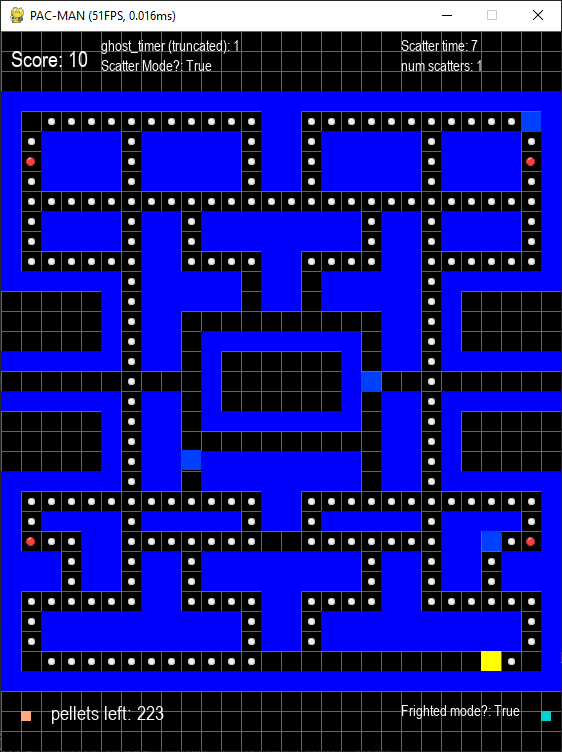 PAC-MAN (51FPS, 0.016ms)
Score: 10
ghost_timer (truncated): 1
Scatter Mode?: True
Scatter time: 7
num scatters: 1
pellets left: 223
Frighted mode?: True